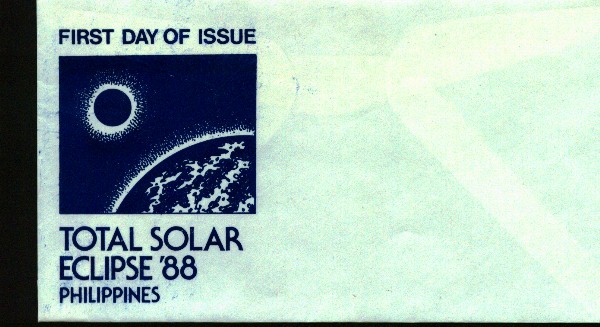 FIRST DAY OF ISSUE
TOTAL SOLAR
ECLIPSE '88
PHILIPPINES